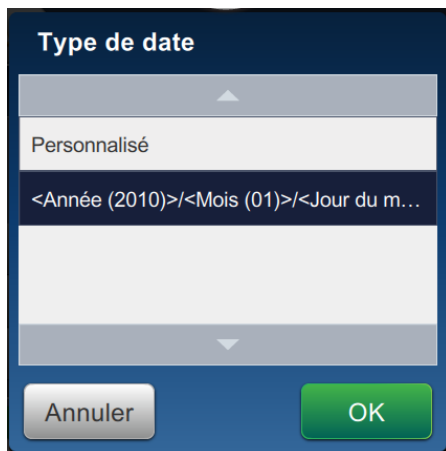 Type de date
Personnalisé
<Année (2010)>/<Mois (01)>/<Jour du m...
Annuler
OK